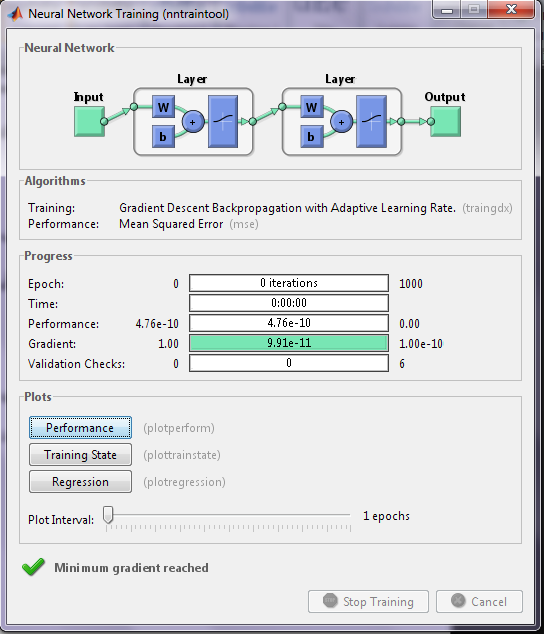 Neural Network Training (nntraintool)
Neural Network
Layer Layer
Input Output
W W
b + b +
Algorithms
Training: Gradient Descent Backpropagation with Adaptive Learning Rate. (traingdx)
Performance: Mean Squared Error (mse)
Progress
Epoch: 0 0 iterations 1000
Time: 0:00:00
Performance: 4.76e-10 4.76e-10 0.00
Gradient: 1.00 9.91e-11 1.00e-10
Validation Checks: 0 0 6
Plots
Performance (plotperform)
Training State (plottrainstate)
Regression (plotregression)
Plot Interval: 1 epochs
Minimum gradient reached
Stop Training Cancel